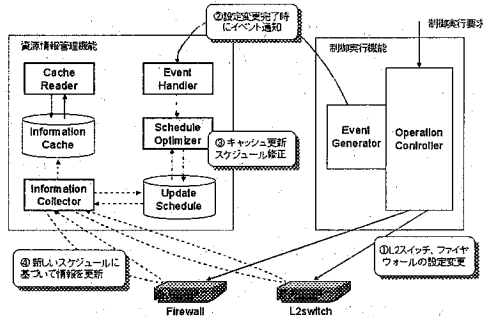 ②設定変更完了時
にイベント通知
制御実行要求
資源情報管理機能
制御実行機能
Cache
Reader
Event
Handler
Information
Cache
Schedule
Optimizer
Event
Generator
Operation
Controller
③キャッシュ更新
スケジュール修正
Information
Collector
Update
Schedule
④新しいスケジュールに
基づいて情報を更新
①L2スイッチ、ファイヤ
ウォールの設定変更
Firewall
L2switch